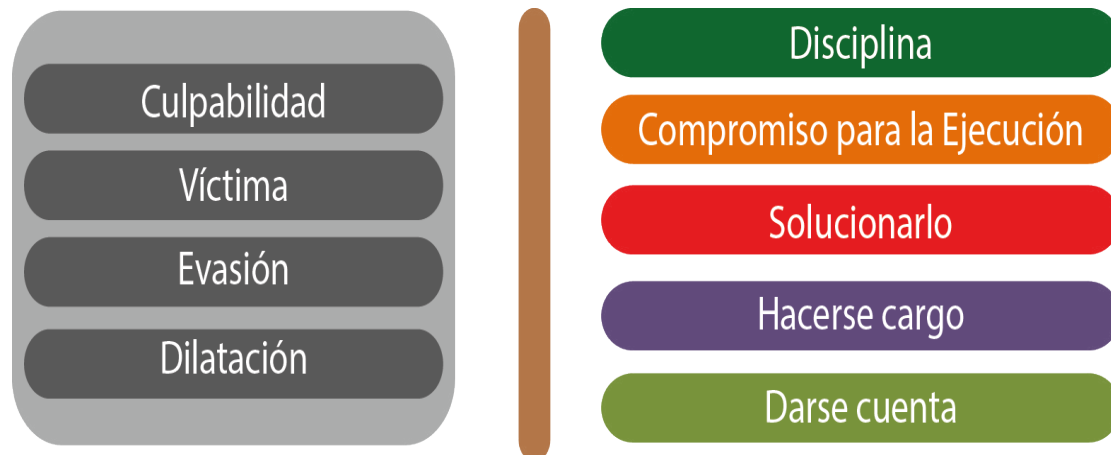 Culpabilidad
Víctima
Evasión
Dilatación
Disciplina
Compromiso para la Ejecución
Solucionarlo
Hacerse cargo
Darse cuenta